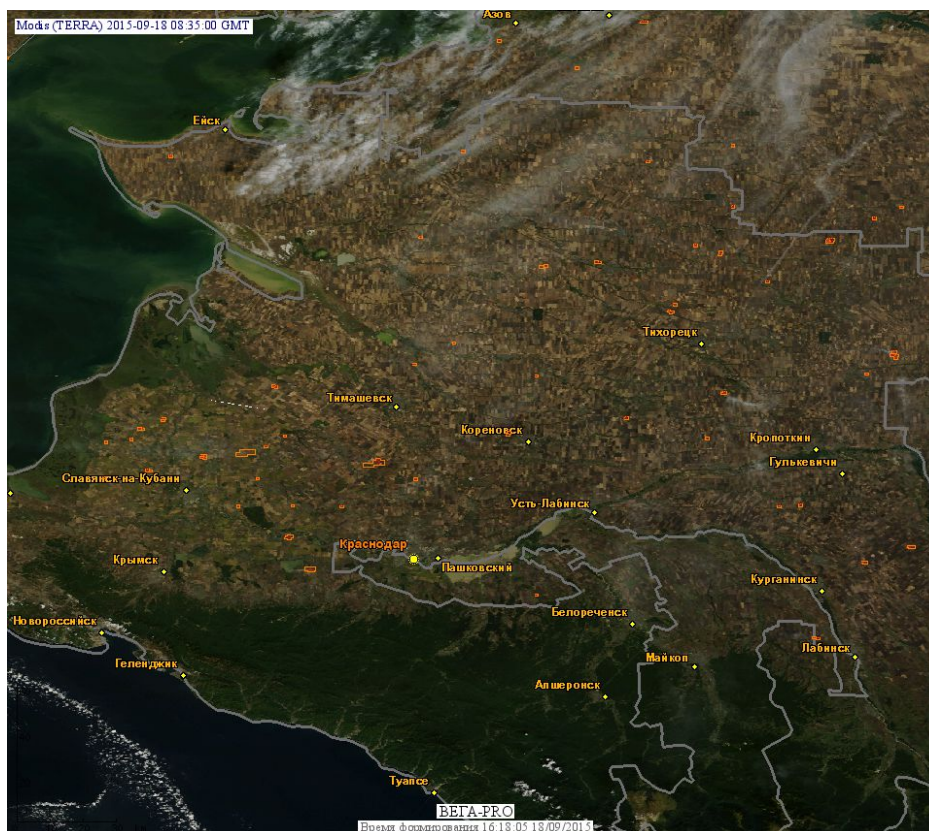 Modis (TERRA) 2015-09-18 08:35:00 GMT
Азов
Ейск
Тихорецк
Тимашевск
Кореновск
Кропоткин
Гулькевичи
Славянск-на-Кубани
Усть-Лабинск
Краснодар
Пашковский
Крымск
Курганинск
Белореченск
Новороссийск
Лабинск
Майкоп
Геленджик
Апшеронск
Туапсе
ВЕГА-PRO
Время формирования 16:18:05 18/09/2015